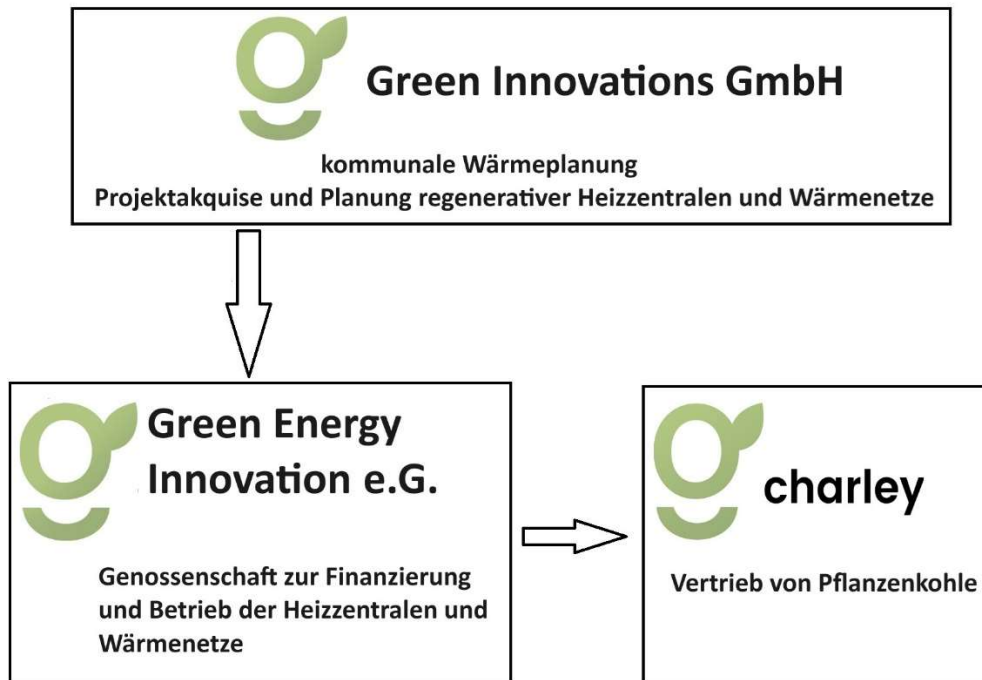 Green Innovations GmbH
kommunale Wärmeplanung
Projektakquise und Planung regenerativer Heizzentralen und Wärmenetze
Green Energy
Innovation e.G.
Genossenschaft zur Finanzierung
und Betrieb der Heizzentralen und
Wärmenetze
charley
Vertrieb von Pflanzenkohle